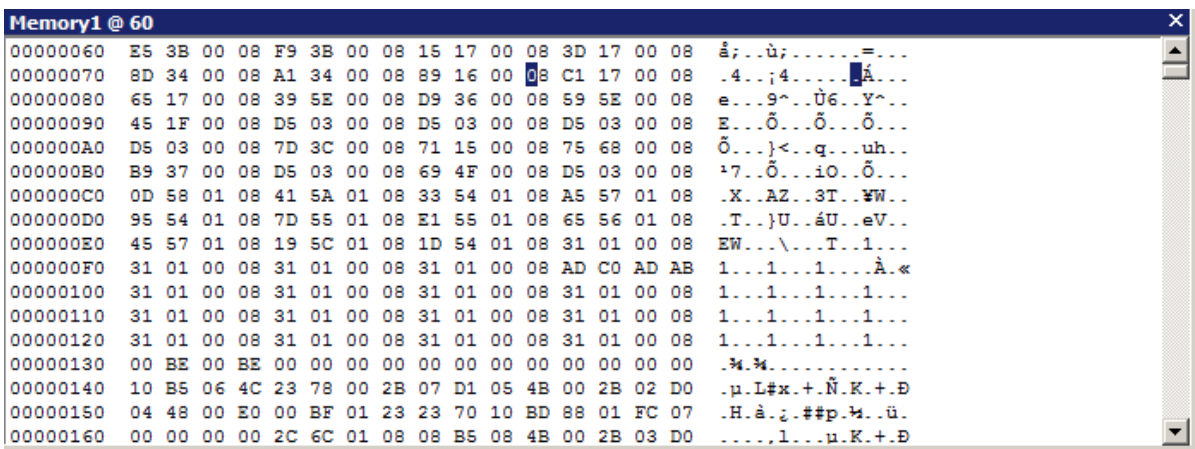 Memory1 @ 60
00000060 E5 3B 00 08 F9 3B 00 08 15 17 00 08 3D 17 00 08 å;..ù;......=...
00000070 8D 34 00 08 A1 34 00 08 89 16 00 08 C1 17 00 08 .4..¡4......Á...
00000080 65 17 00 08 39 5E 00 08 D9 36 00 08 59 5E 00 08 e...9^..Ù6..Y^..
00000090 45 1F 00 08 D5 03 00 08 D5 03 00 08 D5 03 00 08 E...Õ...Õ...Õ...
000000A0 D5 03 00 08 7D 3C 00 08 71 15 00 08 75 68 00 08 Õ...}<..q...uh..
000000B0 B9 37 00 08 D5 03 00 08 69 4F 00 08 D5 03 00 08 ¹7..Õ...iO..Õ...
000000C0 0D 58 01 08 41 5A 01 08 33 54 01 08 A5 57 01 08 .X..AZ..3T..¥W..
000000D0 95 54 01 08 7D 55 01 08 E1 55 01 08 65 56 01 08 .T..}U..áU..eV..
000000E0 45 57 01 08 19 5C 01 08 1D 54 01 08 31 01 00 08 EW...\...T..1...
000000F0 31 01 00 08 31 01 00 08 31 01 00 08 AD C0 AD AB 1...1...1....À.«
00000100 31 01 00 08 31 01 00 08 31 01 00 08 31 01 00 08 1...1...1...1...
00000110 31 01 00 08 31 01 00 08 31 01 00 08 31 01 00 08 1...1...1...1...
00000120 31 01 00 08 31 01 00 08 31 01 00 08 31 01 00 08 1...1...1...1...
00000130 00 BE 00 BE 00 00 00 00 00 00 00 00 00 00 00 00 .¾.¾............
00000140 10 B5 06 4C 23 78 00 2B 07 D1 05 4B 00 2B 02 D0 .µ.L#x.+.Ñ.K.+.Ð
00000150 04 48 00 E0 00 BF 01 23 23 70 10 BD 88 01 FC 07 .H.à.¿.##p.½..ü.
00000160 00 00 00 00 2C 6C 01 08 08 B5 08 4B 00 2B 03 D0 ....,l...µ.K.+.Ð